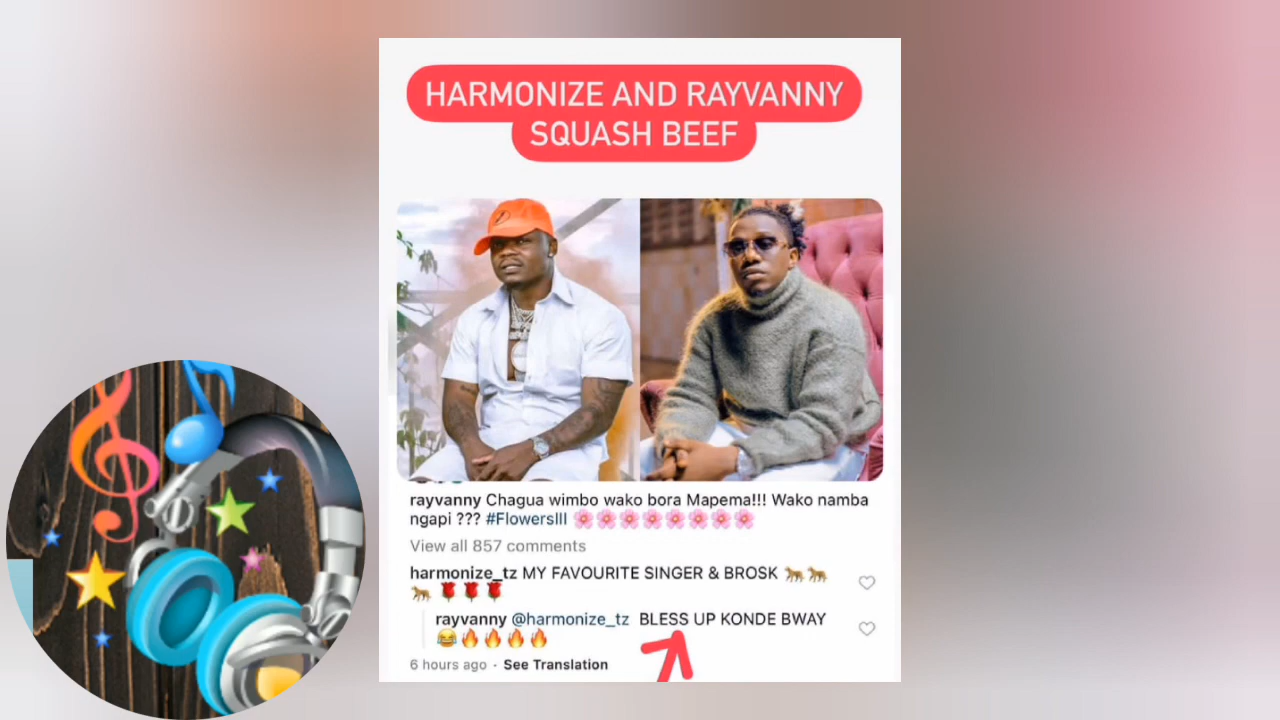 HARMONIZE AND RAYVANNY
SQUASH BEEF
rayvanny Chagua wimbo wako bora Mapema!!! Wako namba
ngapi ??? #FlowersIII 🌸🌸🌸🌸🌸🌸🌸🌸
View all 857 comments
harmonize_tz MY FAVOURITE SINGER & BROSK 🐆🐆
🐆🌹🌹🌹
rayvanny @harmonize_tz BLESS UP KONDE BWAY
😂🔥🔥🔥🔥
6 hours ago · See Translation